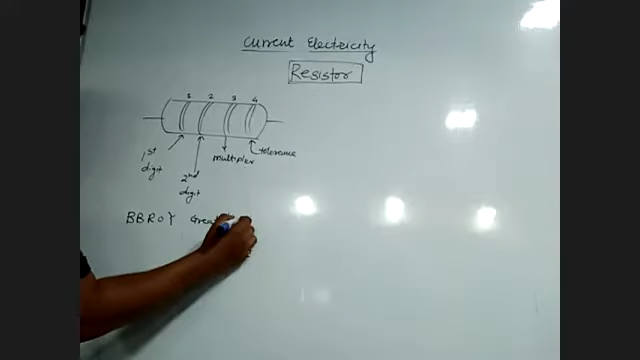 Current Electricity
Resistor
1 2 3 4
1st digit
2nd digit
multiplier
tolerance
BBROY Great